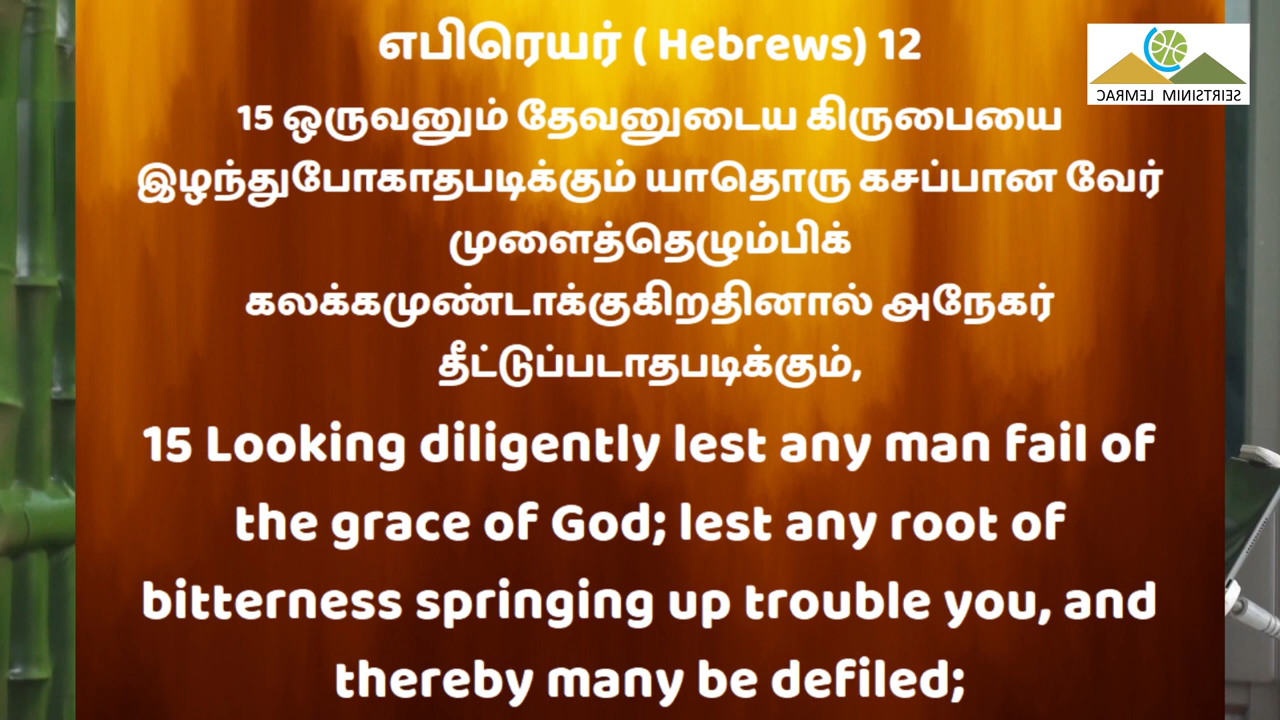 எபிரெயர் ( Hebrews) 12
CARMEL MINISTRIES
15 ஒருவனும் தேவனுடைய கிருபையை
இழந்துபோகாதபடிக்கும் யாதொரு கசப்பான வேர்
முளைத்தெழும்பிக்
கலக்கமுண்டாக்குகிறதினால் அநேகர்
தீட்டுப்படாதபடிக்கும்,
15 Looking diligently lest any man fail of
the grace of God; lest any root of
bitterness springing up trouble you, and
thereby many be defiled;